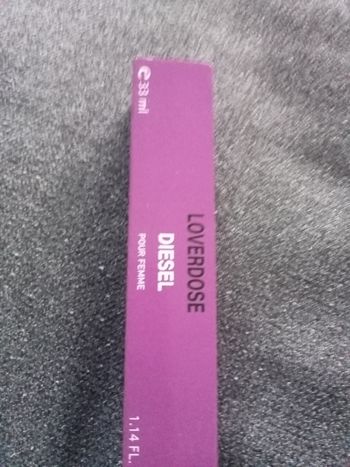 ℮ 33 ml
LOVERDOSE
DIESEL
POUR FEMME
1.14 FL.